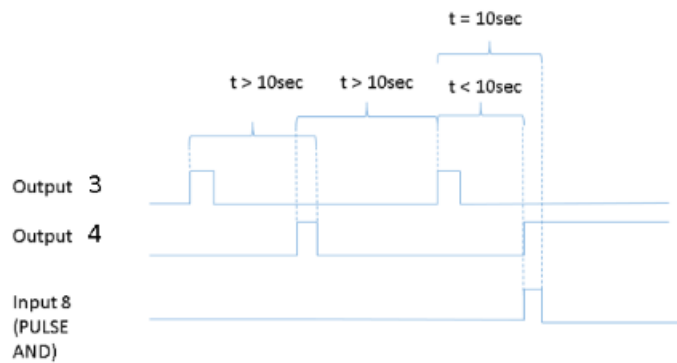 t = 10sec
t > 10sec
t > 10sec
t < 10sec
Output 3
Output 4
Input 8
(PULSE
AND)